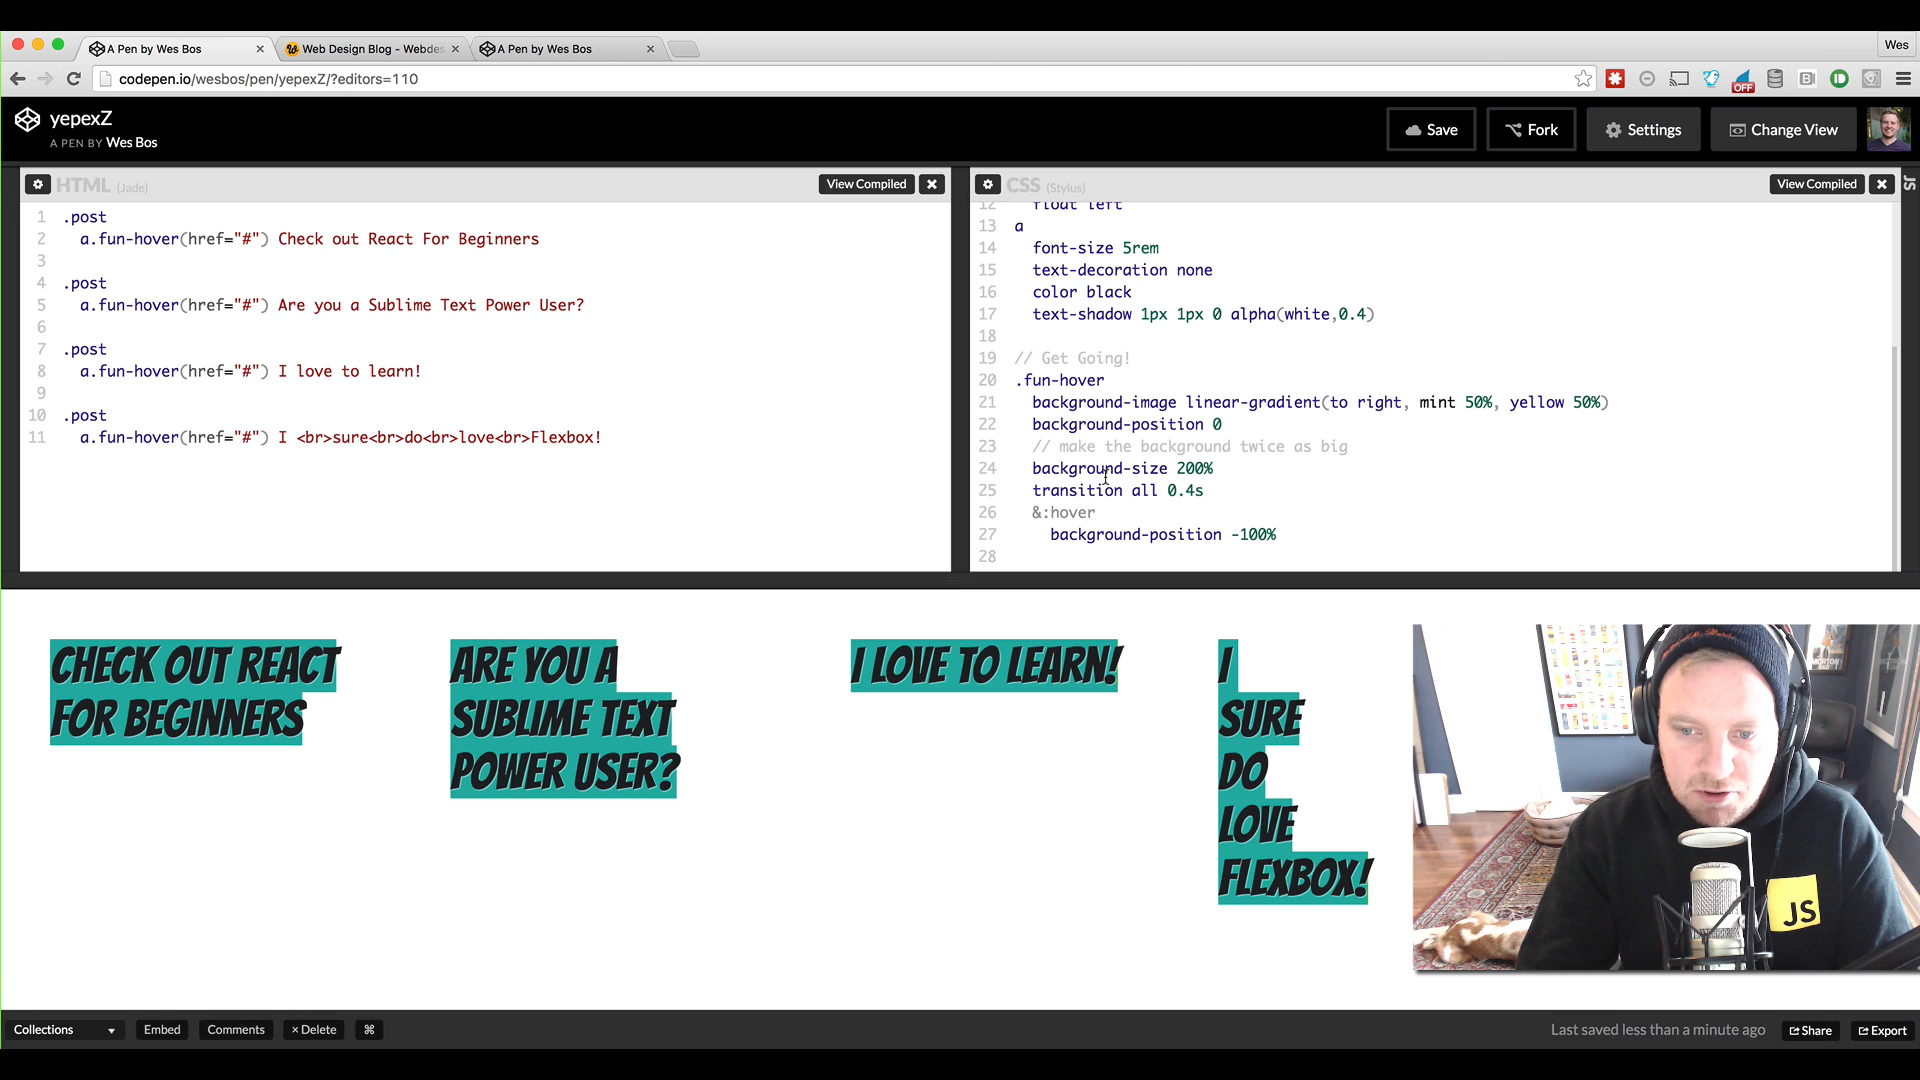 A Pen by Wes Bos
Web Design Blog - Webdes
A Pen by Wes Bos
Wes
codepen.io/wesbos/pen/yepexZ/?editors=110
OFF
yepexZ
A PEN BY Wes Bos
Save
Fork
Settings
Change View
HTML (Jade)
View Compiled
1 .post
2 a.fun-hover(href="#") Check out React For Beginners
3
4 .post
5 a.fun-hover(href="#") Are you a Sublime Text Power User?
6
7 .post
8 a.fun-hover(href="#") I love to learn!
9
10 .post
11 a.fun-hover(href="#") I <br>sure<br>do<br>love<br>Flexbox!
CSS (Stylus)
View Compiled
JS
12 float left
13 a
14 font-size 5rem
15 text-decoration none
16 color black
17 text-shadow 1px 1px 0 alpha(white,0.4)
18
19 // Get Going!
20 .fun-hover
21 background-image linear-gradient(to right, mint 50%, yellow 50%)
22 background-position 0
23 // make the background twice as big
24 background-size 200%
25 transition all 0.4s
26 &:hover
27 background-position -100%
28
CHECK OUT REACT
FOR BEGINNERS
ARE YOU A
SUBLIME TEXT
POWER USER?
I LOVE TO LEARN!
I
SURE
DO
LOVE
FLEXBOX!
JS
Collections
Embed
Comments
× Delete
⌘
Last saved less than a minute ago
Share
Export